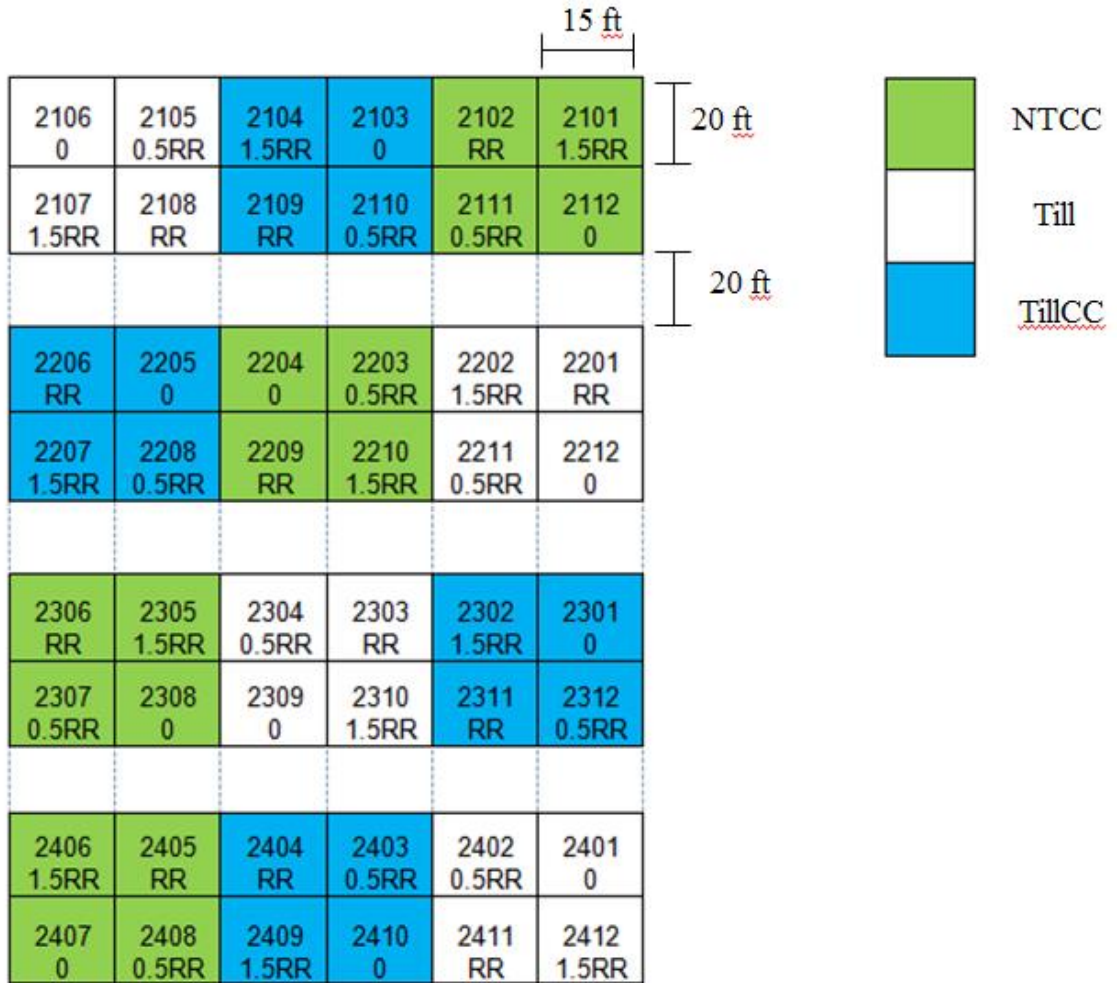 15 ft
2106 2105 2104 2103 2102 2101
0 0.5RR 1.5RR 0 RR 1.5RR
20 ft
NTCC
2107 2108 2109 2110 2111 2112
1.5RR RR RR 0.5RR 0.5RR 0
Till
20 ft
TillCC
2206 2205 2204 2203 2202 2201
RR 0 0 0.5RR 1.5RR RR
2207 2208 2209 2210 2211 2212
1.5RR 0.5RR RR 1.5RR 0.5RR 0
2306 2305 2304 2303 2302 2301
RR 1.5RR 0.5RR RR 1.5RR 0
2307 2308 2309 2310 2311 2312
0.5RR 0 0 1.5RR RR 0.5RR
2406 2405 2404 2403 2402 2401
1.5RR RR RR 0.5RR 0.5RR 0
2407 2408 2409 2410 2411 2412
0 0.5RR 1.5RR 0 RR 1.5RR